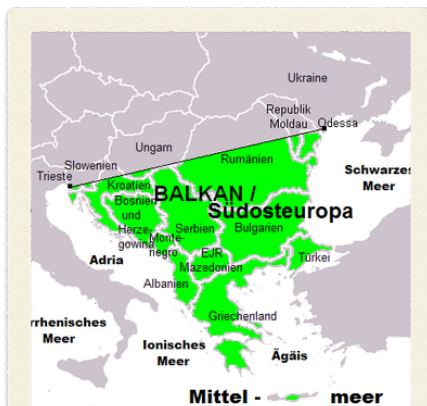 Ukraine
Republik
Moldau
Odessa
Ungarn
Rumänien
Slowenien
Trieste
Schwarzes
Meer
Kroatien
BALKAN /
Südosteuropa
Bosnien
und
Herze-
gowina
Serbien
Bulgarien
Monte-
negro
EJR
Mazedonien
Türkei
Adria
Albanien
Griechenland
rrhenisches
Meer
Ionisches
Meer
Ägäis
Mittel - meer